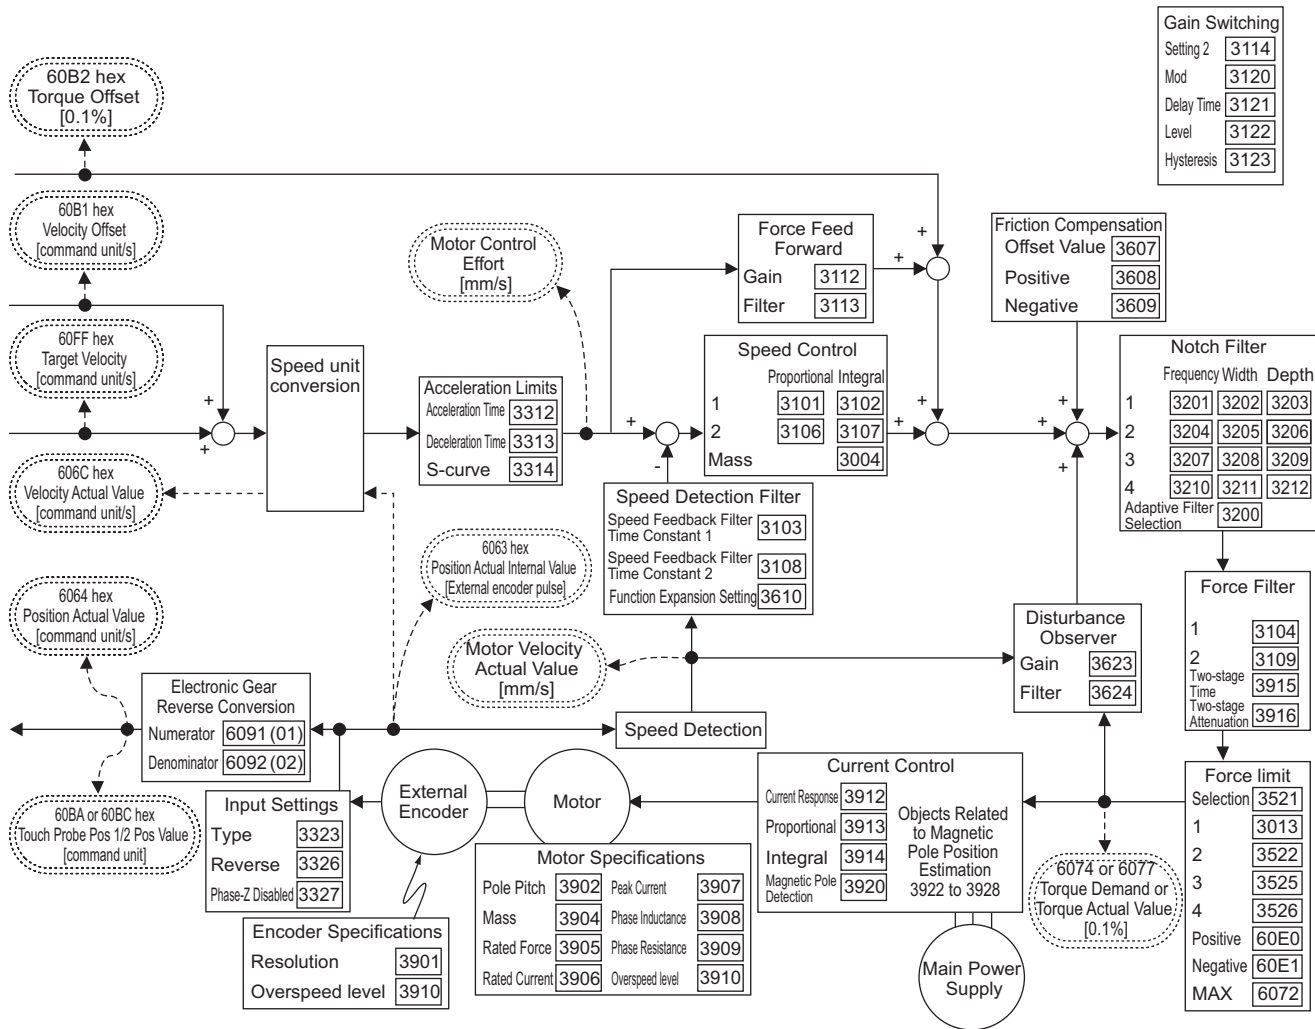 Gain Switching
Setting 2 3114
Mod 3120
Delay Time 3121
Level 3122
Hysteresis 3123
60B2 hex
Torque Offset
[0.1%]
60B1 hex
Velocity Offset
[command unit/s]
60FF hex
Target Velocity
[command unit/s]
606C hex
Velocity Actual Value
[command unit/s]
+
+
Speed unit
conversion
Motor Control
Effort
[mm/s]
Acceleration Limits
Acceleration Time 3312
Deceleration Time 3313
S-curve 3314
Force Feed
Forward
Gain 3112
Filter 3113
+
+
+
-
Speed Control
Proportional Integral
1 3101 3102
2 3106 3107
Mass 3004
+
+
Friction Compensation
Offset Value 3607
Positive 3608
Negative 3609
+
+
+
Notch Filter
Frequency Width Depth
1 3201 3202 3203
2 3204 3205 3206
3 3207 3208 3209
4 3210 3211 3212
Adaptive Filter
Selection 3200
Speed Detection Filter
Speed Feedback Filter
Time Constant 1 3103
Speed Feedback Filter
Time Constant 2 3108
Function Expansion Setting 3610
6063 hex
Position Actual Internal Value
[External encoder pulse]
6064 hex
Position Actual Value
[command unit/s]
Motor Velocity
Actual Value
[mm/s]
Disturbance
Observer
Gain 3623
Filter 3624
Force Filter
1 3104
2 3109
Two-stage
Time 3915
Two-stage
Attenuation 3916
Electronic Gear
Reverse Conversion
Numerator 6091 (01)
Denominator 6092 (02)
Speed Detection
60BA or 60BC hex
Touch Probe Pos 1/2 Pos Value
[command unit]
Input Settings
Type 3323
Reverse 3326
Phase-Z Disabled 3327
External
Encoder
Motor
Current Control
Current Response 3912
Proportional 3913
Integral 3914
Magnetic Pole
Detection 3920
Objects Related
to Magnetic
Pole Position
Estimation
3922 to 3928
Force limit
Selection 3521
1 3013
2 3522
3 3525
4 3526
Positive 60E0
Negative 60E1
MAX 6072
6074 or 6077
Torque Demand or
Torque Actual Value
[0.1%]
Motor Specifications
Pole Pitch 3902 Peak Current 3907
Mass 3904 Phase Inductance 3908
Rated Force 3905 Phase Resistance 3909
Rated Current 3906 Overspeed level 3910
Encoder Specifications
Resolution 3901
Overspeed level 3910
Main Power
Supply